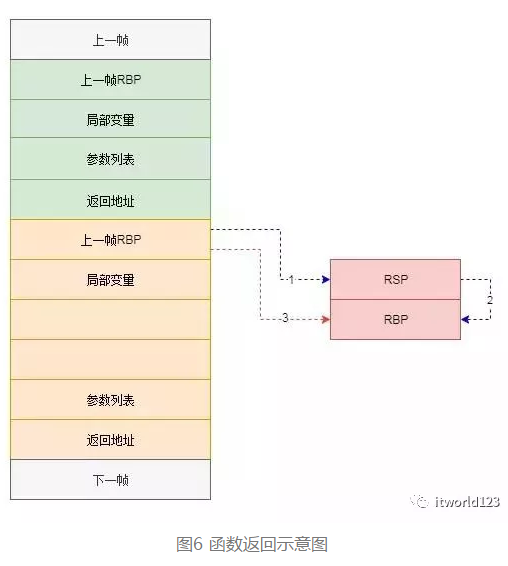 上一帧
上一帧RBP
局部变量
参数列表
返回地址
上一帧RBP
局部变量
参数列表
返回地址
下一帧
1
2
3
RSP
RBP
itworld123
图6 函数返回示意图